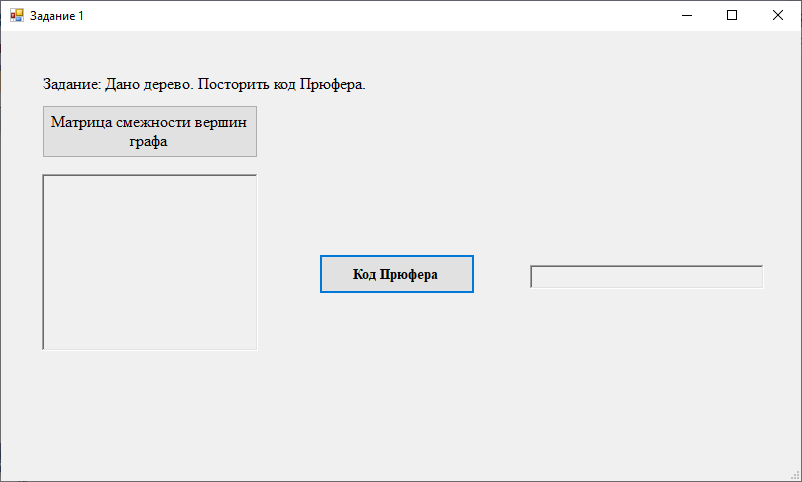 Задание 1
Задание: Дано дерево. Посторить код Прюфера.
Матрица смежности вершин
графа
Код Прюфера